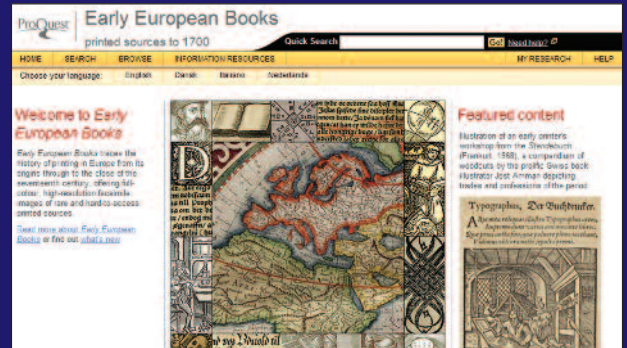 ProQuest
Early European Books
printed sources to 1700
Quick Search
Go! Need help?
HOME SEARCH BROWSE INFORMATION RESOURCES MY RESEARCH HELP
Choose your language: English Dansk Italiano Nederlands
Welcome to Early
European Books
Early European Books traces the
history of printing in Europe from its
origins through to the close of the
seventeenth century, offering full-
colour, high-resolution facsimile
images of rare and hard-to-access
printed sources.
Read more about Early European
Books or find out what's new
Featured content
Illustration of an early printer's
workshop from the Ständebuch
(Frankfurt, 1568), a compendium of
woodcuts by the prolific Swiss book
illustrator Jost Amman depicting
trades and professions of the period
Typographus. Der Buchdrucker.